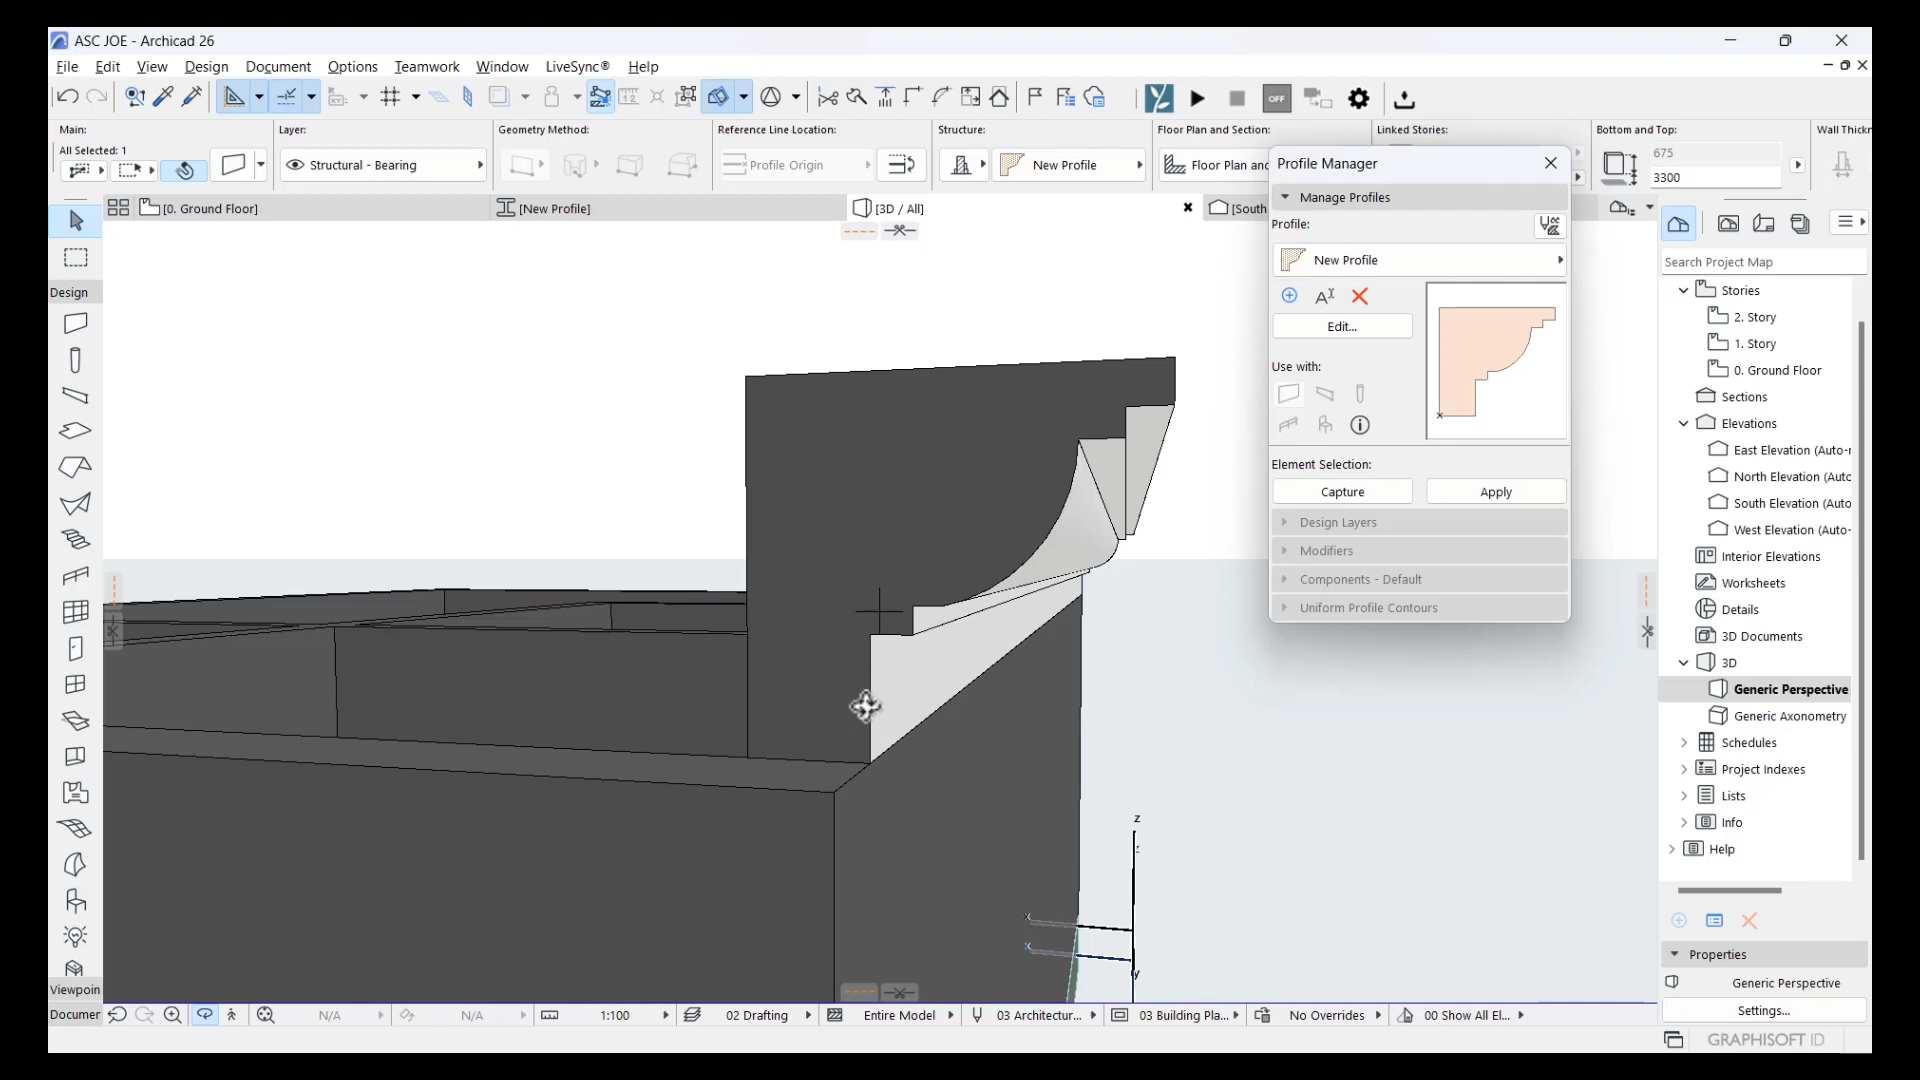 ASC JOE - Archicad 26
File Edit View Design Document Options Teamwork Window LiveSync® Help
OFF
Main:
All Selected: 1
Layer:
Structural - Bearing
Geometry Method:
Reference Line Location:
Profile Origin
Structure:
New Profile
Floor Plan and Section:
Floor Plan and
Linked Stories:
Bottom and Top:
675
3300
Wall Thickn
[0. Ground Floor]
[New Profile]
[3D / All]
[South
Profile Manager
Manage Profiles
Profile:
New Profile
Edit...
Use with:
Element Selection:
Capture
Apply
Design Layers
Modifiers
Components - Default
Uniform Profile Contours
Design
Viewpoin
Documer
Search Project Map
Stories
2. Story
1. Story
0. Ground Floor
Sections
Elevations
East Elevation (Auto-r
North Elevation (Auto
South Elevation (Auto
West Elevation (Auto-
Interior Elevations
Worksheets
Details
3D Documents
3D
Generic Perspective
Generic Axonometry
Schedules
Project Indexes
Lists
Info
Help
Properties
Generic Perspective
Settings...
z
z
x
x
y
N/A
N/A
1:100
02 Drafting
Entire Model
03 Architectur...
03 Building Pla...
No Overrides
00 Show All El...
GRAPHISOFT ID